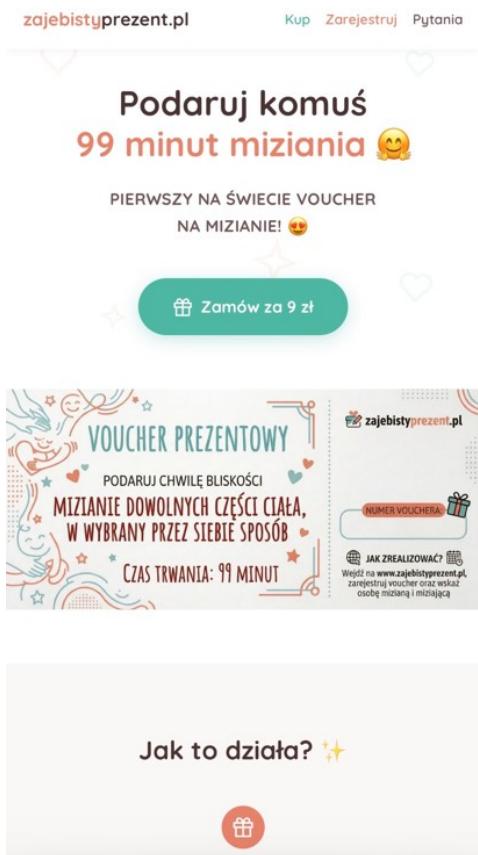 zajebistyprezent.pl
Kup Zarejestruj Pytania
Podaruj komuś
99 minut miziania 🤗
PIERWSZY NA ŚWIECIE VOUCHER
NA MIZIANIE! 😍
Zamów za 9 zł
VOUCHER PREZENTOWY
PODARUJ CHWILĘ BLISKOŚCI
MIZIANIE DOWOLNYCH CZĘŚCI CIAŁA,
W WYBRANY PRZEZ SIEBIE SPOSÓB
CZAS TRWANIA: 99 MINUT
zajebistyprezent.pl
NUMER VOUCHERA:
JAK ZREALIZOWAĆ?
Wejdź na www.zajebistyprezent.pl,
zarejestruj voucher oraz wskaż
osobę mizianą i miziającą
Jak to działa? ✨